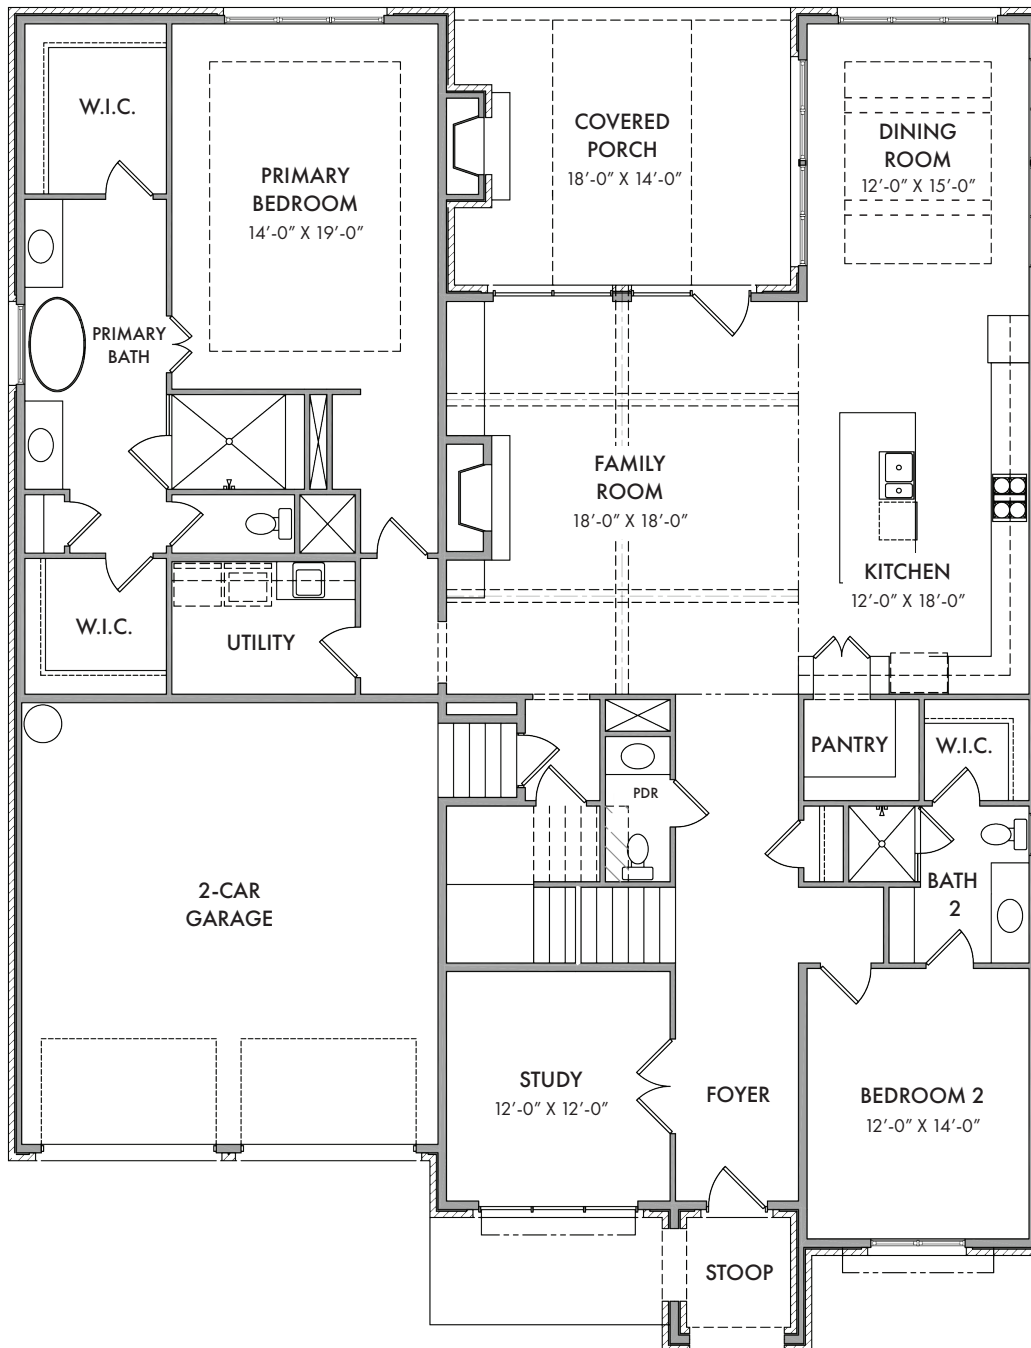 W.I.C.
PRIMARY
BEDROOM
14'-0" X 19'-0"
COVERED
PORCH
18'-0" X 14'-0"
DINING
ROOM
12'-0" X 15'-0"
PRIMARY
BATH
FAMILY
ROOM
18'-0" X 18'-0"
KITCHEN
12'-0" X 18'-0"
W.I.C.
UTILITY
PANTRY
W.I.C.
PDR
2-CAR
GARAGE
BATH
2
STUDY
12'-0" X 12'-0"
FOYER
BEDROOM 2
12'-0" X 14'-0"
STOOP